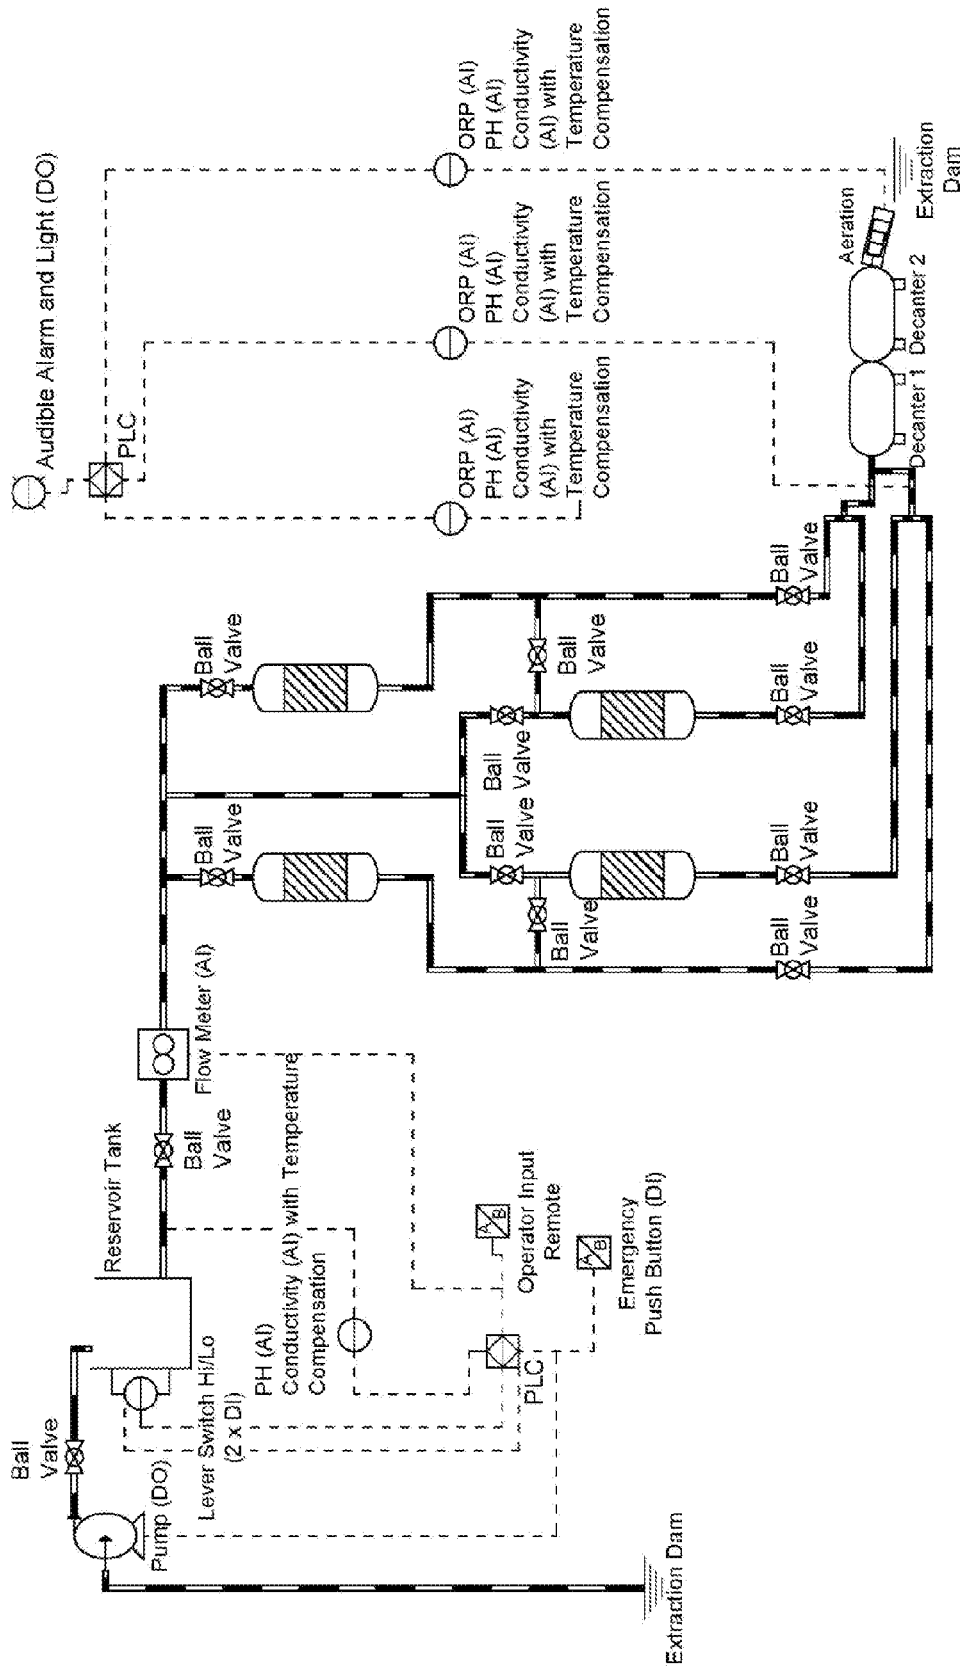 Audible Alarm and Light (DO)
PLC
ORP (AI)
PH (AI)
Conductivity
(AI) with
Temperature
Compensation
ORP (AI)
PH (AI)
Conductivity
(AI) with
Temperature
Compensation
ORP (AI)
PH (AI)
Conductivity
(AI) with
Temperature
Compensation
Ball
Valve
Pump (DO)
Extraction Dam
Reservoir Tank
Lever Switch Hi/Lo
(2 x DI)
PH (AI)
Conductivity (AI) with Temperature
Compensation
PLC
Operator Input
Remote
A/B
Emergency
Push Button (DI)
A/B
Ball
Valve
Flow Meter (AI)
Ball
Valve
Ball
Valve
Ball
Valve
Ball
Valve
Ball
Valve
Ball
Valve
Ball
Valve
Ball
Valve
Ball
Valve
Ball
Valve
Decanter 1
Decanter 2
Aeration
Extraction
Dam